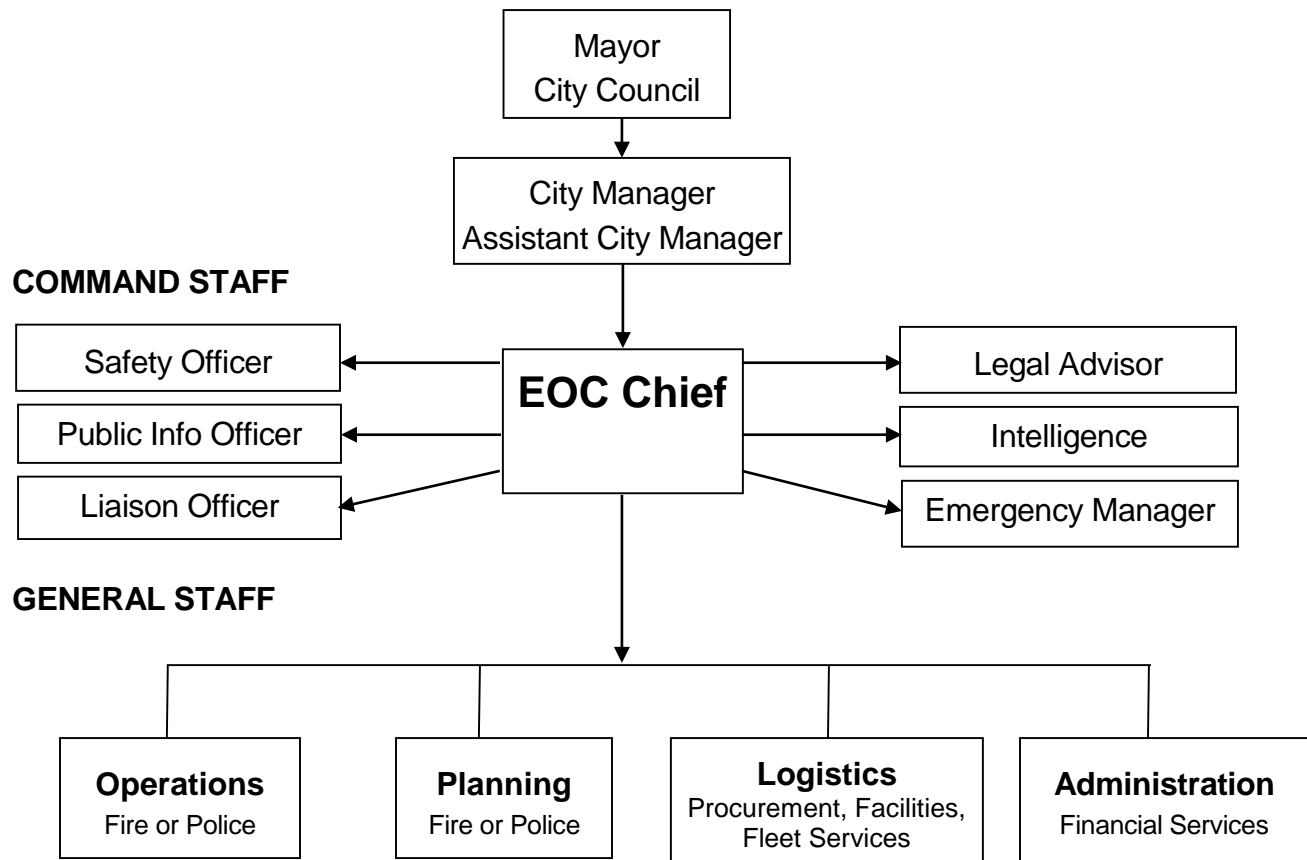 Mayor
City Council
City Manager
Assistant City Manager
COMMAND STAFF
Safety Officer
Public Info Officer
Liaison Officer
EOC Chief
Legal Advisor
Intelligence
Emergency Manager
GENERAL STAFF
Operations
Fire or Police
Planning
Fire or Police
Logistics
Procurement, Facilities,
Fleet Services
Administration
Financial Services